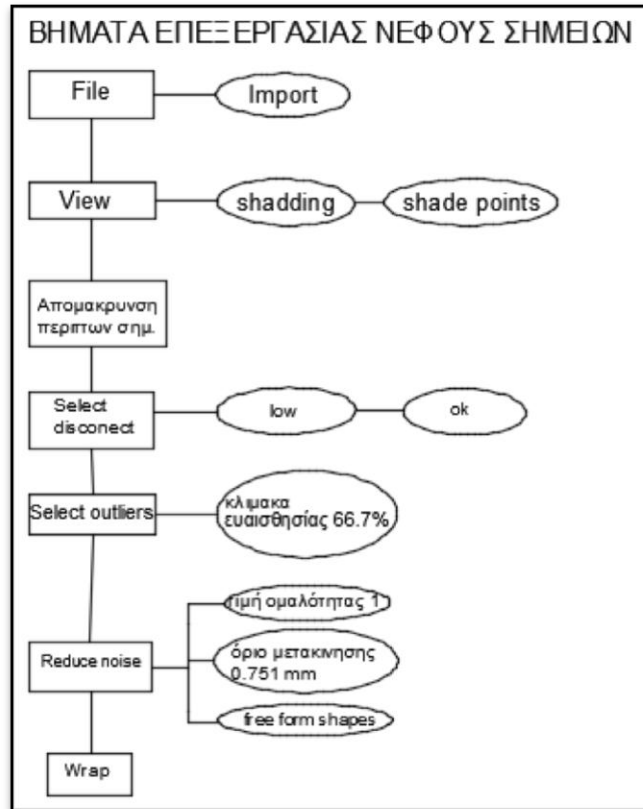 ΒΗΜΑΤΑ ΕΠΕΞΕΡΓΑΣΙΑΣ ΝΕΦΟΥΣ ΣΗΜΕΙΩΝ
File
Import
View
shadding
shade points
Απομακρυνση
περιπτων σημ.
Select
disconect
low
ok
Select outliers
κλιμακα
ευαισθησίας 66.7%
τιμή ομαλότητας 1
Reduce noise
όριο μετακινησης
0.751 mm
free form shapes
Wrap